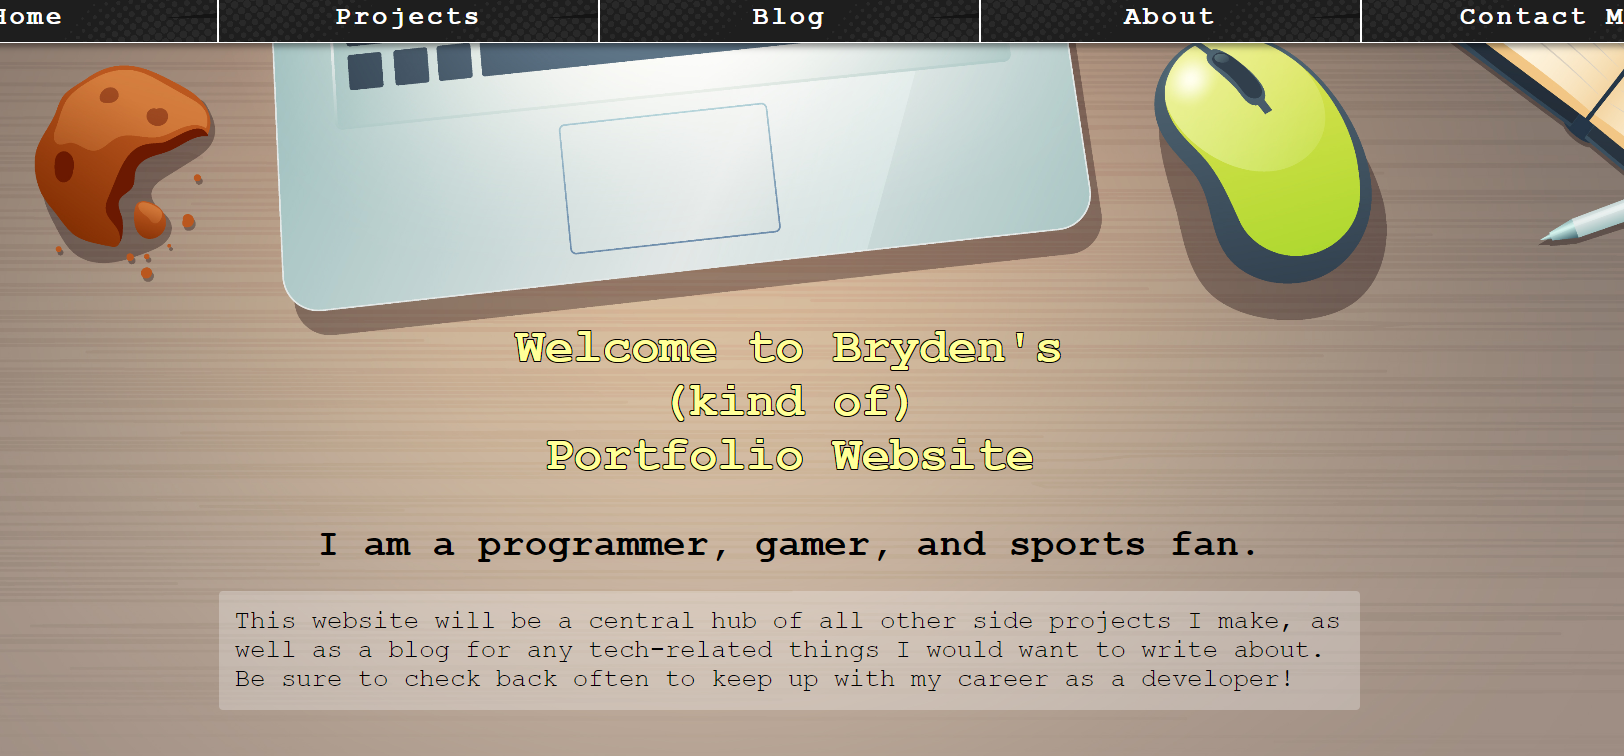 Home
Projects
Blog
About
Contact M
Welcome to Bryden's
(kind of)
Portfolio Website
I am a programmer, gamer, and sports fan.
This website will be a central hub of all other side projects I make, as
well as a blog for any tech-related things I would want to write about.
Be sure to check back often to keep up with my career as a developer!